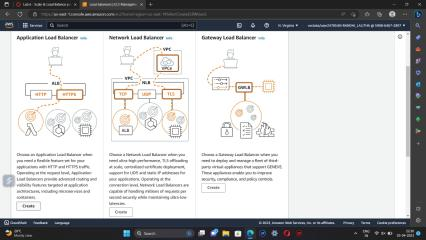 Services
Search
[Alt+S]
N. Virginia
Application Load Balancer Info
Network Load Balancer Info
Gateway Load Balancer Info
VPC
VPCe
VPC
ALB
NLB
GWLB
HTTP
HTTPS
TCP
UDP
TLS
ALB
Choose an Application Load Balancer when
you need a flexible feature set for your
applications with HTTP and HTTPS traffic.
Operating at the request level, Application
Load Balancers provide advanced routing and
visibility features targeted at application
architectures, including microservices and
containers.
Create
Choose a Network Load Balancer when
you need ultra-high performance, TLS offloading
at scale, centralized certificate deployment,
support for UDP, and static IP addresses for
your applications. Operating at the
connection level, Network Load Balancers are
capable of handling millions of requests per
second securely while maintaining ultra-low
latencies.
Create
Choose a Gateway Load Balancer when you
need to deploy and manage a fleet of third-
party virtual appliances that support GENEVE.
These appliances enable you to improve
security, compliance, and policy controls.
Create
CloudShell
Feedback
Language
© 2023, Amazon Web Services, Inc. or its affiliates.
Privacy
Terms
Cookie preferences
Search
ENG
IN